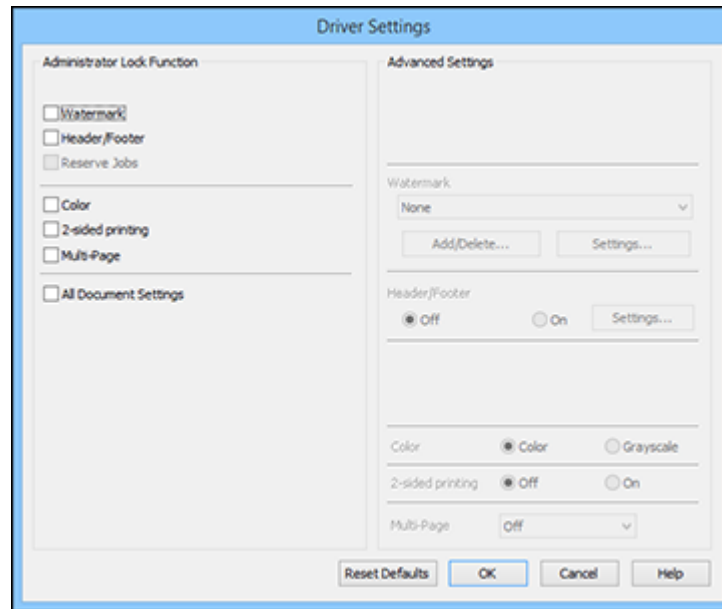 Driver Settings
Administrator Lock Function
Watermark
Header/Footer
Reserve Jobs
Color
2-sided printing
Multi-Page
All Document Settings
Advanced Settings
Watermark
None
Add/Delete... Settings...
Header/Footer
Off On Settings...
Color Color Grayscale
2-sided printing Off On
Multi-Page Off
Reset Defaults OK Cancel Help